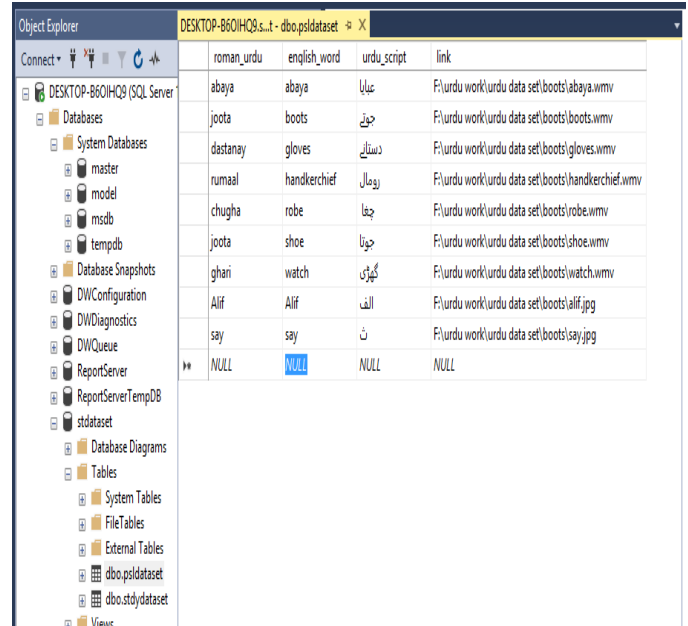 Object Explorer
Connect
DESKTOP-B6OIHQ9 (SQL Server
Databases
System Databases
master
model
msdb
tempdb
Database Snapshots
DWConfiguration
DWDiagnostics
DWQueue
ReportServer
ReportServerTempDB
stdataset
Database Diagrams
Tables
System Tables
FileTables
External Tables
dbo.psldataset
dbo.stdydataset
Views
DESKTOP-B6OIHQ9.s...t - dbo.psldataset
roman_urdu english_word urdu_script link
abaya abaya عبایا F:\urdu work\urdu data set\boots\abaya.wmv
joota boots جوتے F:\urdu work\urdu data set\boots\boots.wmv
dastanay gloves دستانے F:\urdu work\urdu data set\boots\gloves.wmv
rumaal handkerchief رومال F:\urdu work\urdu data set\boots\handkerchief.wmv
chugha robe چغا F:\urdu work\urdu data set\boots\robe.wmv
joota shoe جوتا F:\urdu work\urdu data set\boots\shoe.wmv
ghari watch گھڑی F:\urdu work\urdu data set\boots\watch.wmv
Alif Alif الف F:\urdu work\urdu data set\boots\alif.jpg
say say ث F:\urdu work\urdu data set\boots\say.jpg
NULL NULL NULL NULL